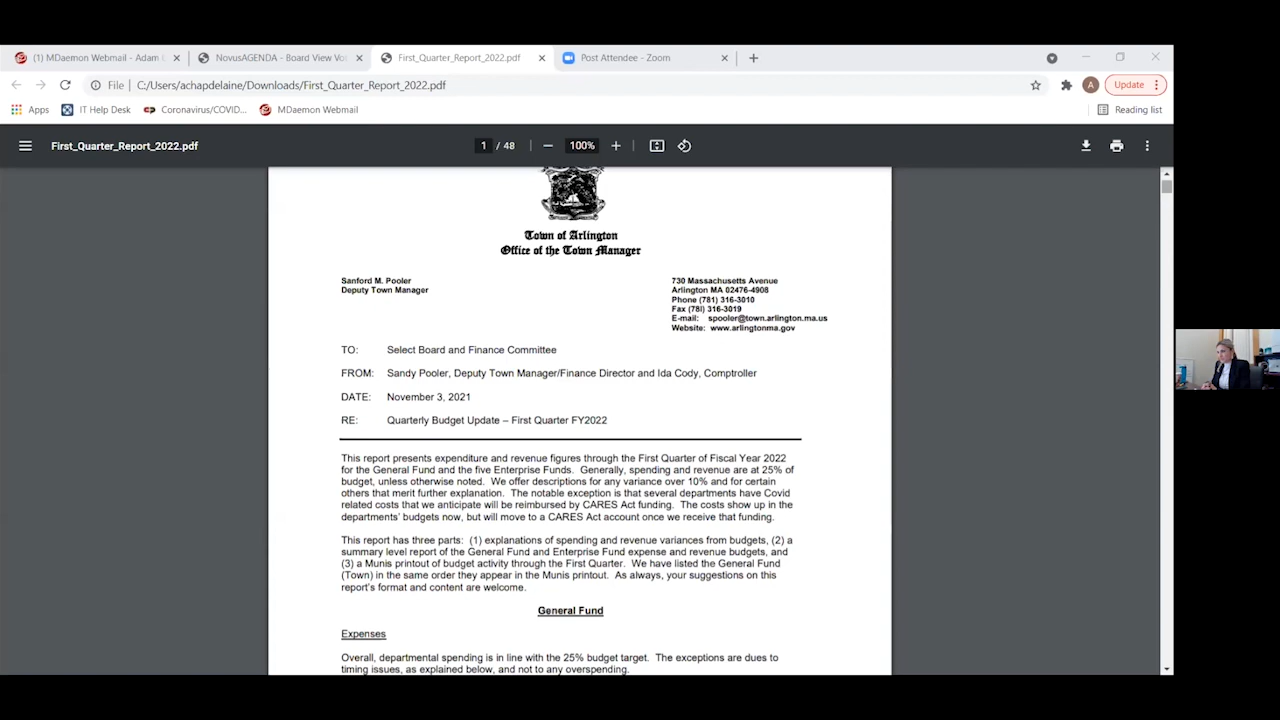 (1) MDaemon Webmail - Adam
NovusAGENDA - Board View Vo
First_Quarter_Report_2022.pdf
Post Attendee - Zoom
File | C:/Users/achapdelaine/Downloads/First_Quarter_Report_2022.pdf
A
Update
Apps
IT Help Desk
Coronavirus/COVID...
MDaemon Webmail
Reading list
First_Quarter_Report_2022.pdf
1 / 48
100%
Town of Arlington
Office of the Town Manager
Sanford M. Pooler
Deputy Town Manager
730 Massachusetts Avenue
Arlington MA 02476-4908
Phone (781) 316-3010
Fax (781) 316-3019
E-mail: spooler@town.arlington.ma.us
Website: www.arlingtonma.gov
TO: Select Board and Finance Committee
FROM: Sandy Pooler, Deputy Town Manager/Finance Director and Ida Cody, Comptroller
DATE: November 3, 2021
RE: Quarterly Budget Update – First Quarter FY2022
This report presents expenditure and revenue figures through the First Quarter of Fiscal Year 2022
for the General Fund and the five Enterprise Funds. Generally, spending and revenue are at 25% of
budget, unless otherwise noted. We offer descriptions for any variance over 10% and for certain
others that merit further explanation. The notable exception is that several departments have Covid
related costs that we anticipate will be reimbursed by CARES Act funding. The costs show up in the
departments' budgets now, but will move to a CARES Act account once we receive that funding.
This report has three parts: (1) explanations of spending and revenue variances from budgets, (2) a
summary level report of the General Fund and Enterprise Fund expense and revenue budgets, and
(3) a Munis printout of budget activity through the First Quarter. We have listed the General Fund
(Town) in the same order they appear in the Munis printout. As always, your suggestions on this
report's format and content are welcome.
General Fund
Expenses
Overall, departmental spending is in line with the 25% budget target. The exceptions are due to
timing issues, as explained below, and not to any overspending.